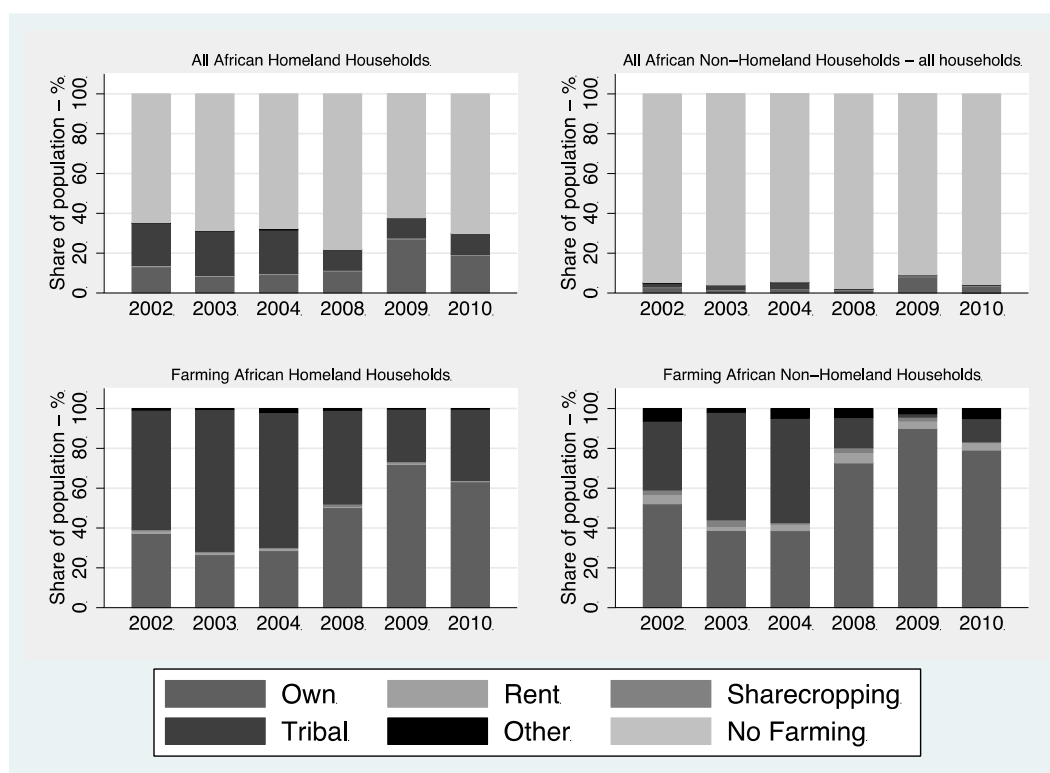 All African Homeland Households.
Share of population – %.
0. 20. 40. 60. 80. 100.
2002. 2003. 2004. 2008. 2009. 2010.
All African Non–Homeland Households – all households.
Share of population – %.
0. 20. 40. 60. 80. 100.
2002. 2003. 2004. 2008. 2009. 2010.
Farming African Homeland Households.
Share of population – %.
0. 20. 40. 60. 80. 100.
2002. 2003. 2004. 2008. 2009. 2010.
Farming African Non–Homeland Households.
Share of population – %.
0. 20. 40. 60. 80. 100.
2002. 2003. 2004. 2008. 2009. 2010.
Own. Rent. Sharecropping.
Tribal. Other. No Farming.